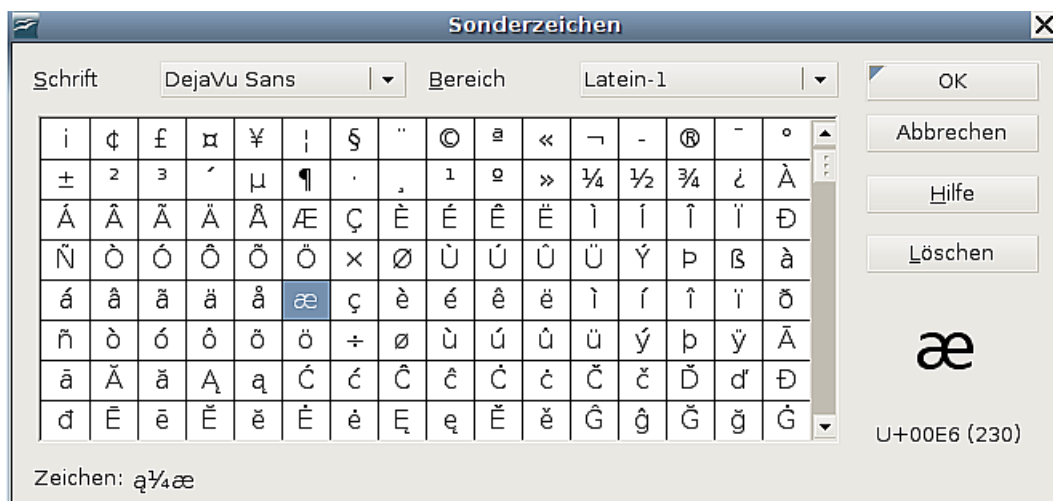 Sonderzeichen
Schrift DejaVu Sans Bereich Latein-1 OK
¡ ¢ £ ¤ ¥ ¦ § ¨ © ª « ¬ - ® ¯ ° Abbrechen
± ² ³ ´ µ ¶ · ¸ ¹ º » ¼ ½ ¾ ¿ À Hilfe
Á Â Ã Ä Å Æ Ç È É Ê Ë Ì Í Î Ï Ð
Ñ Ò Ó Ô Õ Ö × Ø Ù Ú Û Ü Ý Þ ß à Löschen
á â ã ä å æ ç è é ê ë ì í î ï ð
ñ ò ó ô õ ö ÷ ø ù ú û ü ý þ ÿ Ā æ
ā Ă ă Ą ą Ć ć Ĉ ĉ Ċ ċ Č č Ď ď Đ
đ Ē ē Ĕ ĕ Ė ė Ę ę Ě ě Ĝ ĝ Ğ ğ Ġ U+00E6 (230)
Zeichen: ą¼æ